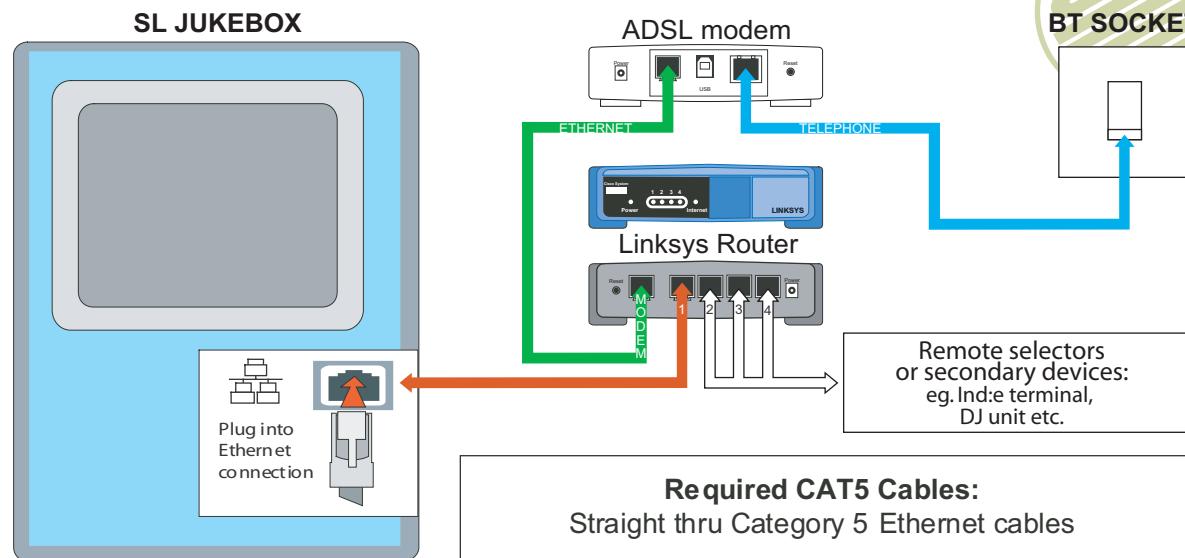 SL JUKEBOX
ADSL modem
BT SOCKE
Power
USB
Reset
ETHERNET
TELEPHONE
Cisco System
1 2 3 4
Power
Internet
LINKSYS
Linksys Router
Reset
Power
MODEM
1
2
3
4
Remote selectors
or secondary devices:
eg. Ind:e terminal,
DJ unit etc.
Plug into
Ethernet
connection
Required CAT5 Cables:
Straight thru Category 5 Ethernet cables